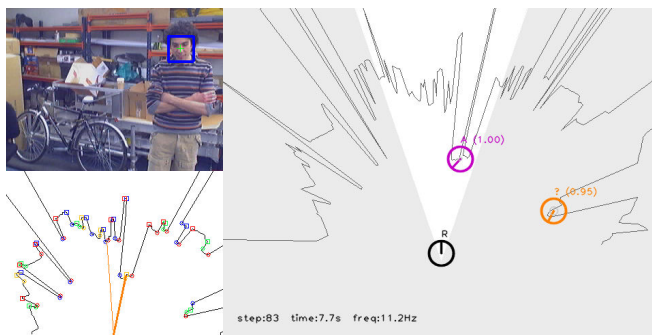 A (1.00)
? (0.95)
R
step:83 time:7.7s freq:11.2Hz